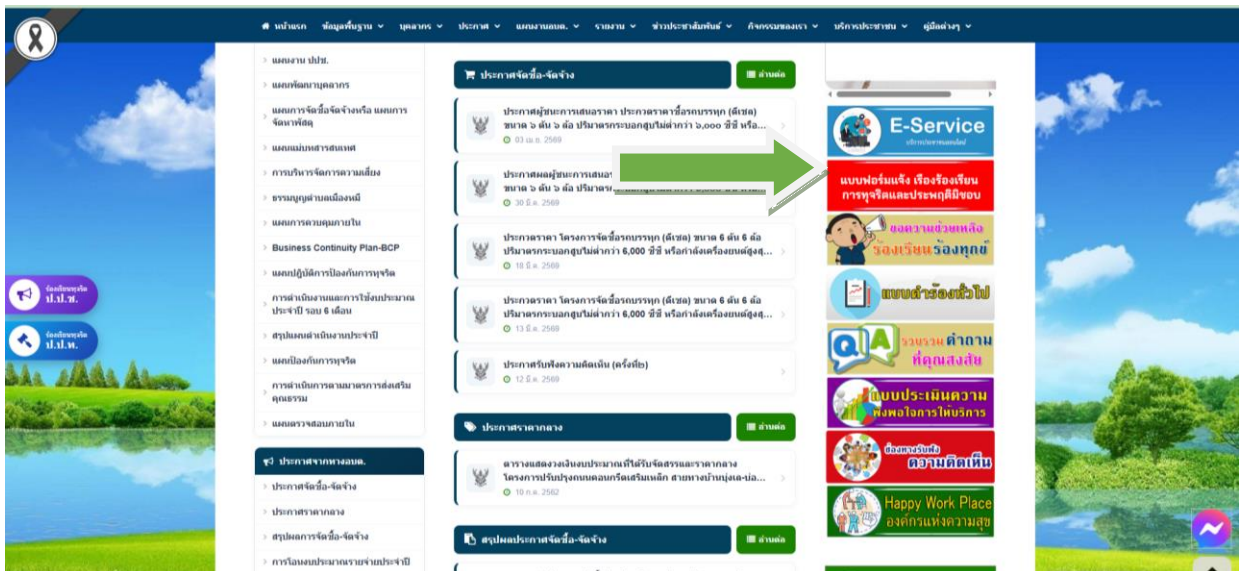 หน้าแรก ข้อมูลพื้นฐาน บุคลากร ประกาศ แผนงานอบต. รายงาน ข่าวประชาสัมพันธ์ กิจกรรมของเรา บริการประชาชน คู่มือต่างๆ
ร้องเรียนทุจริต
ป.ป.ช.
ร้องเรียนทุจริต
ป.ป.ท.
แผนงาน ปปช.
แผนพัฒนาบุคลากร
แผนการจัดซื้อจัดจ้างหรือ แผนการ
จัดหาพัสดุ
แผนแม่บทสารสนเทศ
การบริหารจัดการความเสี่ยง
ธรรมนูญตำบลเมืองหมี
แผนการควบคุมภายใน
Business Continuity Plan-BCP
แผนปฏิบัติการป้องกันการทุจริต
การดำเนินงานและการใช้งบประมาณ
ประจำปี รอบ 6 เดือน
สรุปแผนดำเนินงานประจำปี
แผนป้องกันการทุจริต
การดำเนินการตามมาตรการส่งเสริม
คุณธรรม
แผนตรวจสอบภายใน
ประกาศจากทางอบต.
ประกาศจัดซื้อ-จัดจ้าง
ประกาศราคากลาง
สรุปผลการจัดซื้อ-จัดจ้าง
การโอนงบประมาณรายจ่ายประจำปี
ประกาศจัดซื้อ-จัดจ้าง
อ่านต่อ
ประกาศผู้ชนะการเสนอราคา ประกวดราคาซื้อรถบรรทุก (ดีเซล)
ขนาด ๖ ตัน ๖ ล้อ ปริมาตรกระบอกสูบไม่ต่ำกว่า ๖,๐๐๐ ซีซี หรือ...
03 เม.ย. 2569
ประกาศผลผู้ชนะการเสนอรา
ขนาด ๖ ตัน ๖ ล้อ ปริมาตร
30 มี.ค. 2569
ประกวดราคา โครงการจัดซื้อรถบรรทุก (ดีเซล) ขนาด 6 ตัน 6 ล้อ
ปริมาตรกระบอกสูบไม่ต่ำกว่า 6,000 ซีซี หรือกำลังเครื่องยนต์สูงสุ...
18 มี.ค. 2569
ประกวดราคา โครงการจัดซื้อรถบรรทุก (ดีเซล) ขนาด 6 ตัน 6 ล้อ
ปริมาตรกระบอกสูบไม่ต่ำกว่า 6,000 ซีซี หรือกำลังเครื่องยนต์สูงสุ...
13 มี.ค. 2569
ประกาศรับฟังความคิดเห็น (ครั้งที่๒)
12 มี.ค. 2569
ประกาศราคากลาง
อ่านต่อ
ตารางแสดงวงเงินงบประมาณที่ได้รับจัดสรรและราคากลาง
โครงการปรับปรุงถนนคอนกรีตเสริมเหล็ก สายทางบ้านบุ่งเล-บ่อ...
10 ก.ค. 2562
สรุปผลประกาศจัดซื้อ-จัดจ้าง
อ่านต่อ
E-Service
บริการประชาชนออนไลน์
แบบฟอร์มแจ้ง เรื่องร้องเรียน
การทุจริตและประพฤติมิชอบ
ขอความช่วยเหลือ
ร้องเรียนร้องทุกข์
แบบคำร้องทั่วไป
QA
รวบรวม คำถาม
ที่คุณสงสัย
แบบประเมินความ
พึงพอใจการให้บริการ
ช่องทางรับฟัง
ความคิดเห็น
Happy Work Place
องค์กรแห่งความสุข